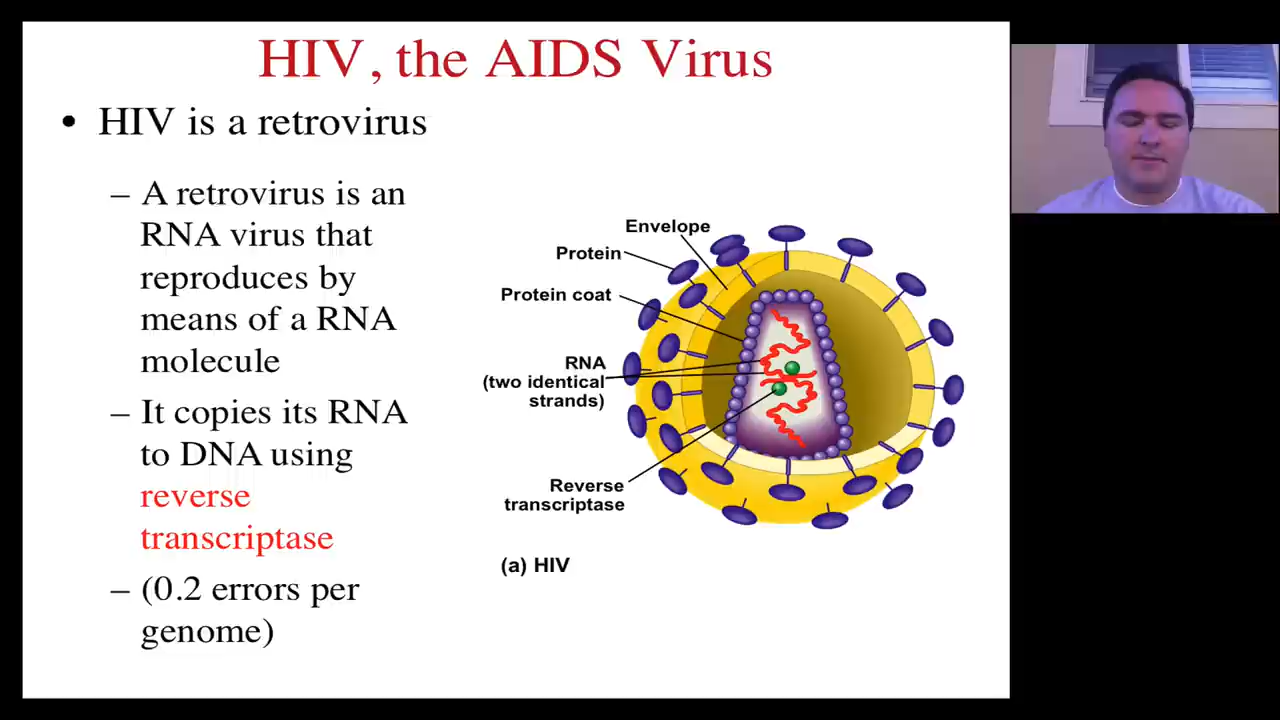 HIV, the AIDS Virus
• HIV is a retrovirus
– A retrovirus is an
RNA virus that
reproduces by
means of a RNA
molecule
– It copies its RNA
to DNA using
reverse
transcriptase
– (0.2 errors per
genome)
Envelope
Protein
Protein coat
RNA
(two identical
strands)
Reverse
transcriptase
(a) HIV